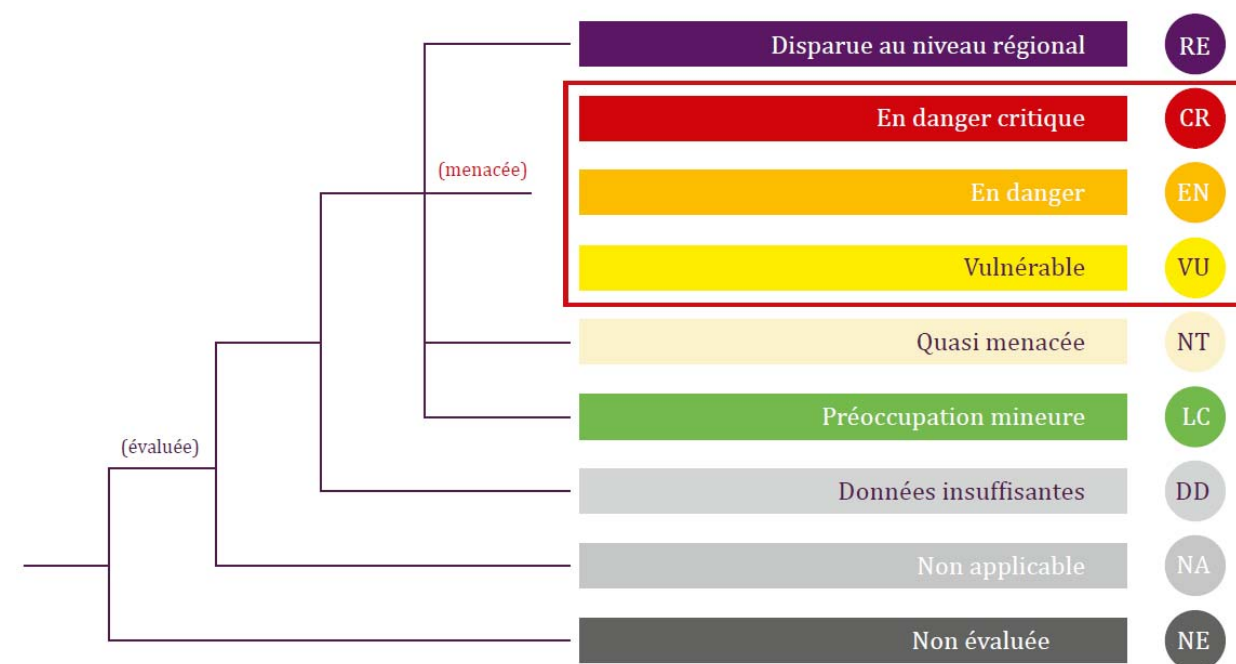 Disparue au niveau régional RE
En danger critique CR
(menacée)
En danger EN
Vulnérable VU
Quasi menacée NT
Préoccupation mineure LC
(évaluée)
Données insuffisantes DD
Non applicable NA
Non évaluée NE